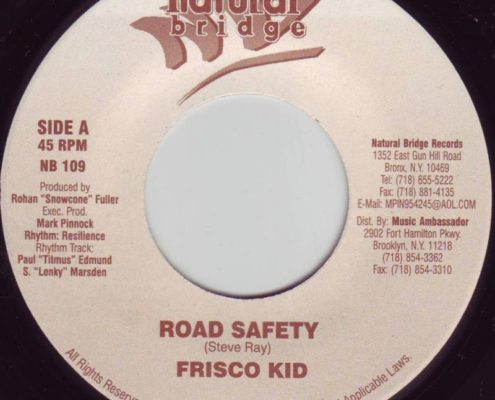 natural
bridge
SIDE A
45 RPM
NB 109
Produced by
Rohan "Snowcone" Fuller
Exec. Prod.
Mark Pinnock
Rhythm: Resilience
Rhythm Track:
Paul "Titmus" Edmund
S. "Lenky" Marsden
Natural Bridge Records
1352 East Gun Hill Road
Bronx, N.Y. 10469
Tel: (718) 655-5222
Fax: (718) 881-4135
E-Mail: MPIN954245@AOL.COM
Dist. By: Music Ambassador
2902 Fort Hamilton Pkwy.
Brooklyn, N.Y. 11218
(718) 854-3362
Fax: (718) 854-3310
ROAD SAFETY
(Steve Ray)
FRISCO KID
All Rights Reserve
Applicable Laws.